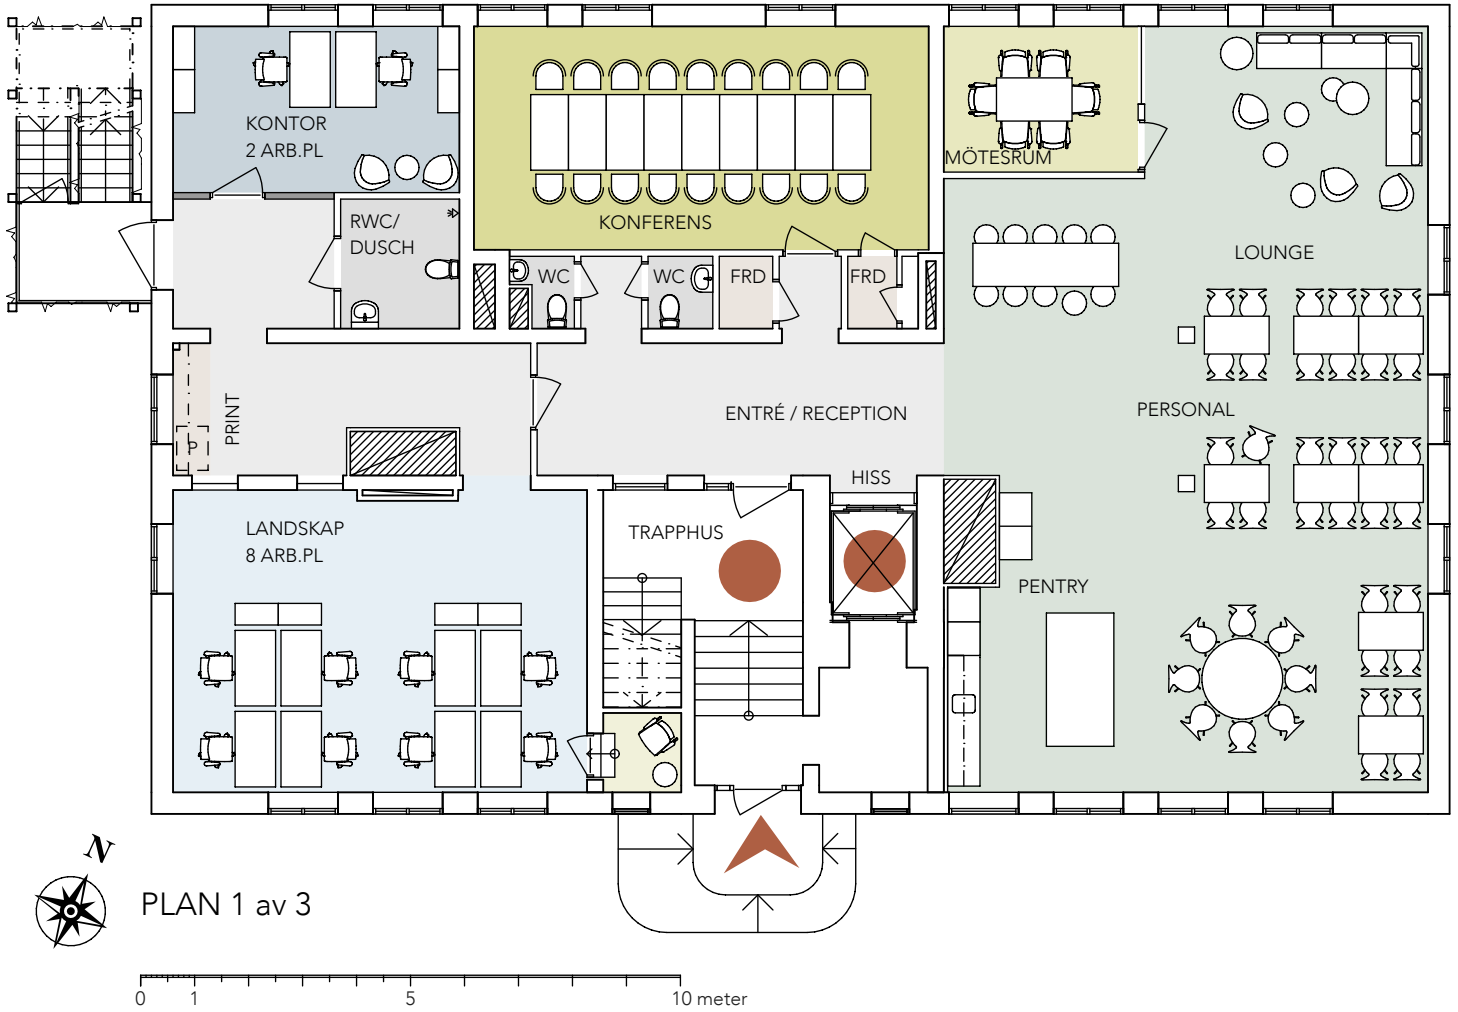 KONTOR
2 ARB.PL
MÖTESRUM
KONFERENS
RWC/
DUSCH
LOUNGE
WC
WC
FRD
FRD
PRINT
P
ENTRÉ / RECEPTION
PERSONAL
HISS
LANDSKAP
8 ARB.PL
TRAPPHUS
PENTRY
N
PLAN 1 av 3
0 1 5 10 meter